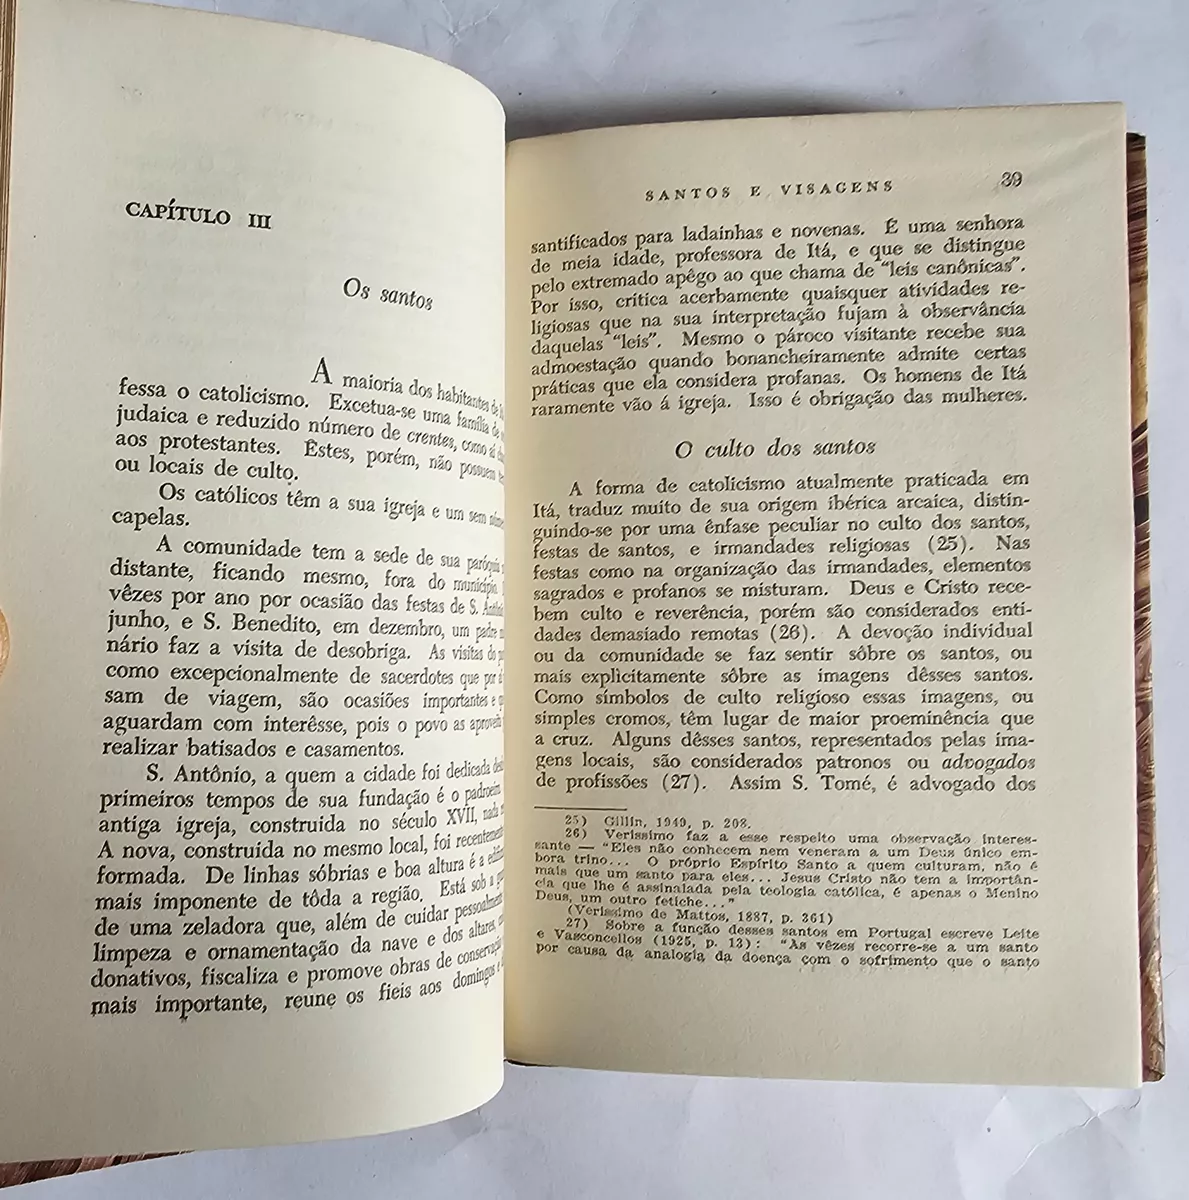 CAPÍTULO III
Os santos
A maioria dos habitantes de
fessa o catolicismo. Excetua-se uma família de
judaica e reduzido número de crentes, como aí
aos protestantes. Êstes, porém, não possuem
ou locais de culto.
Os católicos têm a sua igreja e um sem
capelas.
A comunidade tem a sede de sua paróquia
distante, ficando mesmo, fora do município.
vêzes por ano por ocasião das festas de S.
junho, e S. Benedito, em dezembro, um padre
nário faz a visita de desobriga. As visitas do
como excepcionalmente de sacerdotes que por
sam de viagem, são ocasiões importantes e
aguardam com interêsse, pois o povo as aproveita
realizar batisados e casamentos.
S. Antônio, a quem a cidade foi dedicada
primeiros tempos de sua fundação é o padroeiro.
antiga igreja, construida no século XVII, nada
A nova, construida no mesmo local, foi recentemente
formada. De linhas sóbrias e boa altura é a
mais imponente de tôda a região. Está sob a
de uma zeladora que, além de cuidar pessoalmente
limpeza e ornamentação da nave e dos altares,
donativos, fiscaliza e promove obras de conservação
mais importante, reune os fieis aos domingos e
SANTOS E VISAGENS 39
santificados para ladainhas e novenas. É uma senhora
de meia idade, professora de Itá, e que se distingue
pelo extremado apêgo ao que chama de "leis canônicas".
Por isso, critica acerbamente quaisquer atividades re-
ligiosas que na sua interpretação fujam à observância
daquelas "leis". Mesmo o pároco visitante recebe sua
admoestação quando bonancheiramente admite certas
práticas que ela considera profanas. Os homens de Itá
raramente vão á igreja. Isso é obrigação das mulheres.
O culto dos santos
A forma de catolicismo atualmente praticada em
Itá, traduz muito de sua origem ibérica arcaica, distin-
guindo-se por uma ênfase peculiar no culto dos santos,
festas de santos, e irmandades religiosas (25). Nas
festas como na organização das irmandades, elementos
sagrados e profanos se misturam. Deus e Cristo rece-
bem culto e reverência, porém são considerados enti-
dades demasiado remotas (26). A devoção individual
ou da comunidade se faz sentir sôbre os santos, ou
mais explicitamente sôbre as imagens dêsses santos.
Como símbolos de culto religioso essas imagens, ou
simples cromos, têm lugar de maior proeminência que
a cruz. Alguns dêsses santos, representados pelas ima-
gens locais, são considerados patronos ou advogados
de profissões (27). Assim S. Tomé, é advogado dos
25) Gillin, 1949, p. 208.
26) Verissimo faz a esse respeito uma observação interes-
sante — "Eles não conhecem nem veneram a um Deus único em-
bora trino... O próprio Espírito Santo a quem culturam, não é
mais que um santo para eles... Jesus Cristo não tem a importân-
cia que lhe é assinalada pela teologia católica, é apenas o Menino
Deus, um outro fetiche..."
(Verissimo de Mattos, 1887, p. 361)
27) Sobre a função desses santos em Portugal escreve Leite
e Vasconcellos (1925, p. 13): "As vêzes recorre-se a um santo
por causa da analogia da doença com o sofrimento que o santo